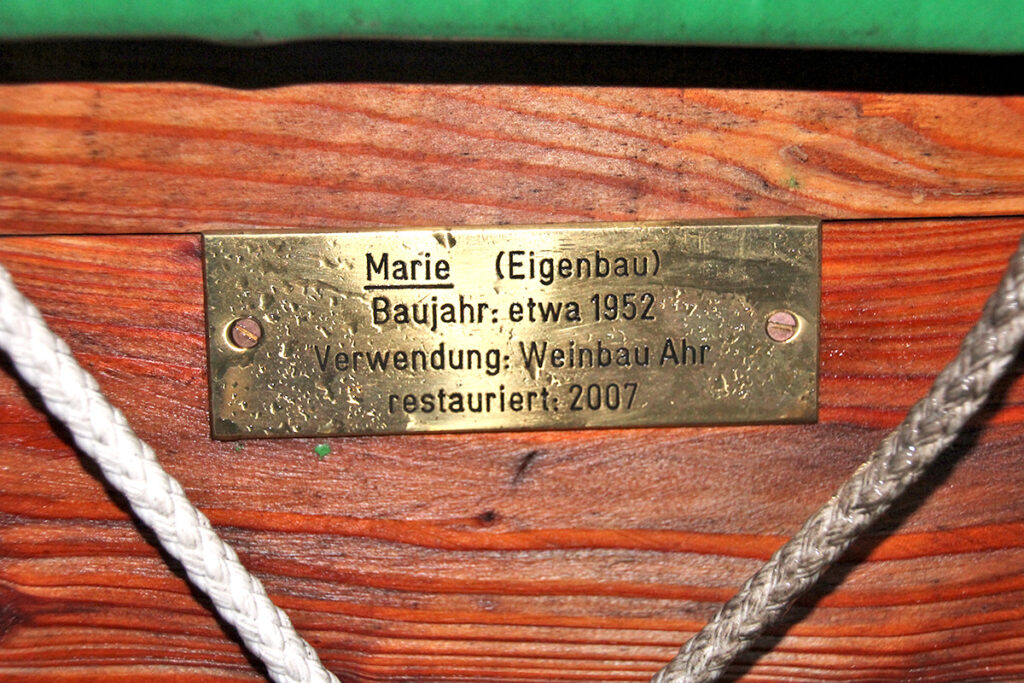 Marie (Eigenbau)
Baujahr: etwa 1952
Verwendung: Weinbau Ahr
restauriert: 2007